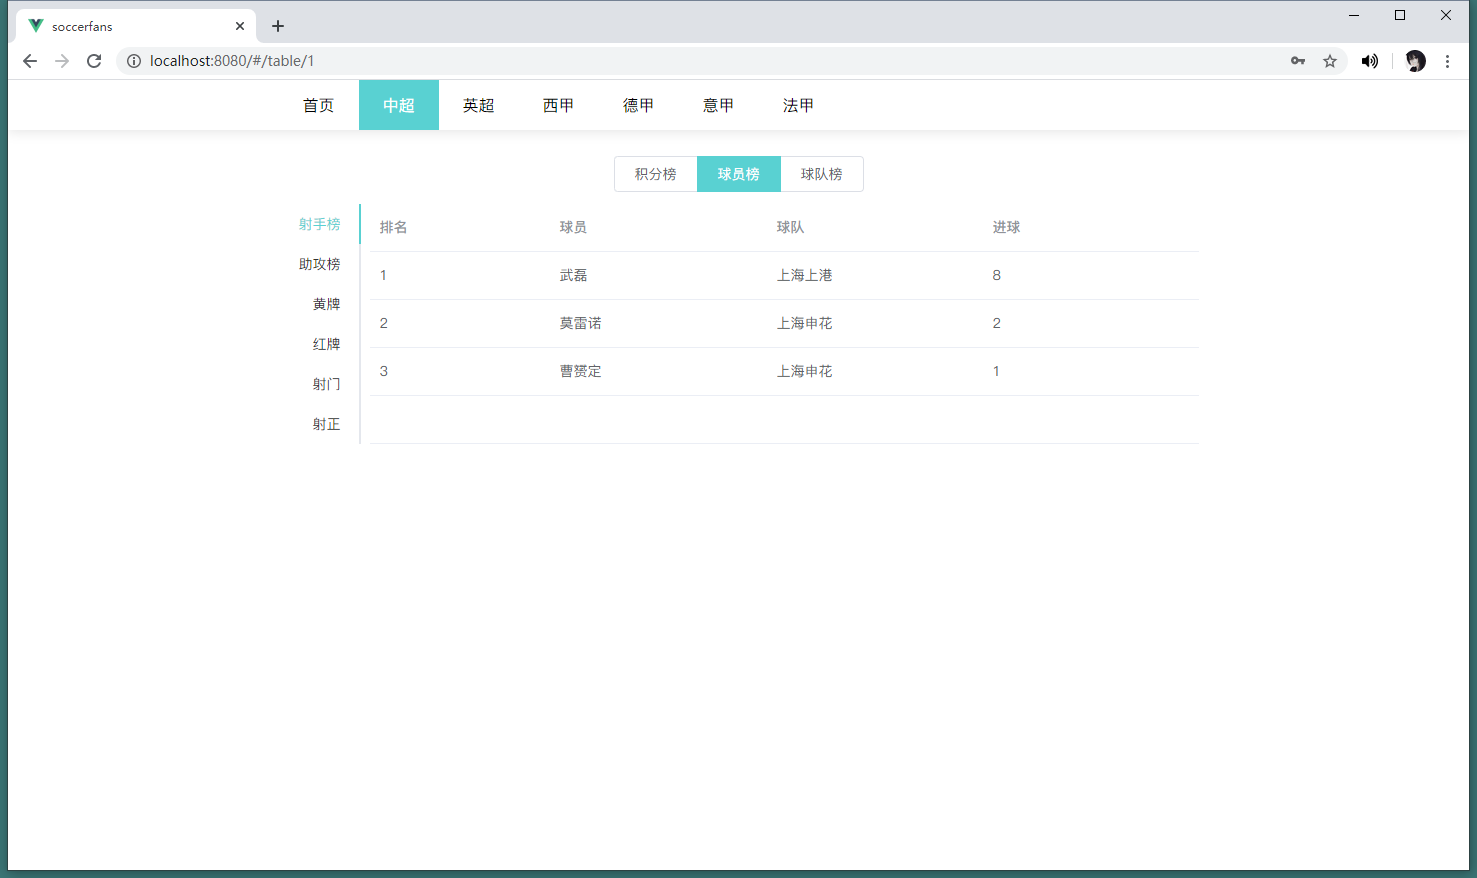 soccerfans
localhost:8080/#/table/1
首页 中超 英超 西甲 德甲 意甲 法甲
积分榜 球员榜 球队榜
射手榜
助攻榜
黄牌
红牌
射门
射正
排名 球员 球队 进球
1 武磊 上海上港 8
2 莫雷诺 上海申花 2
3 曹赟定 上海申花 1